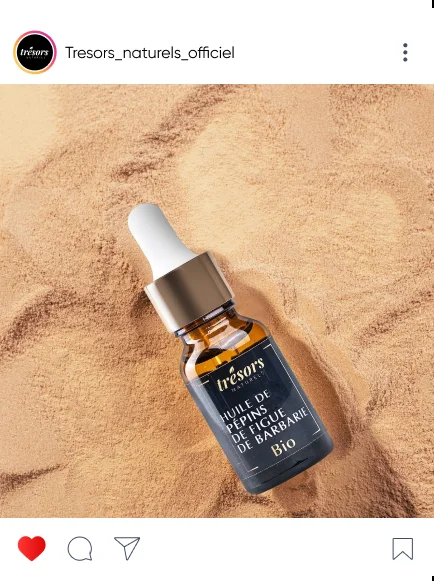 trésors
Tresors_naturels_officiel
trésors
NATURELS
HUILE DE
PÉPINS
DE FIGUE
DE BARBARIE
Bio